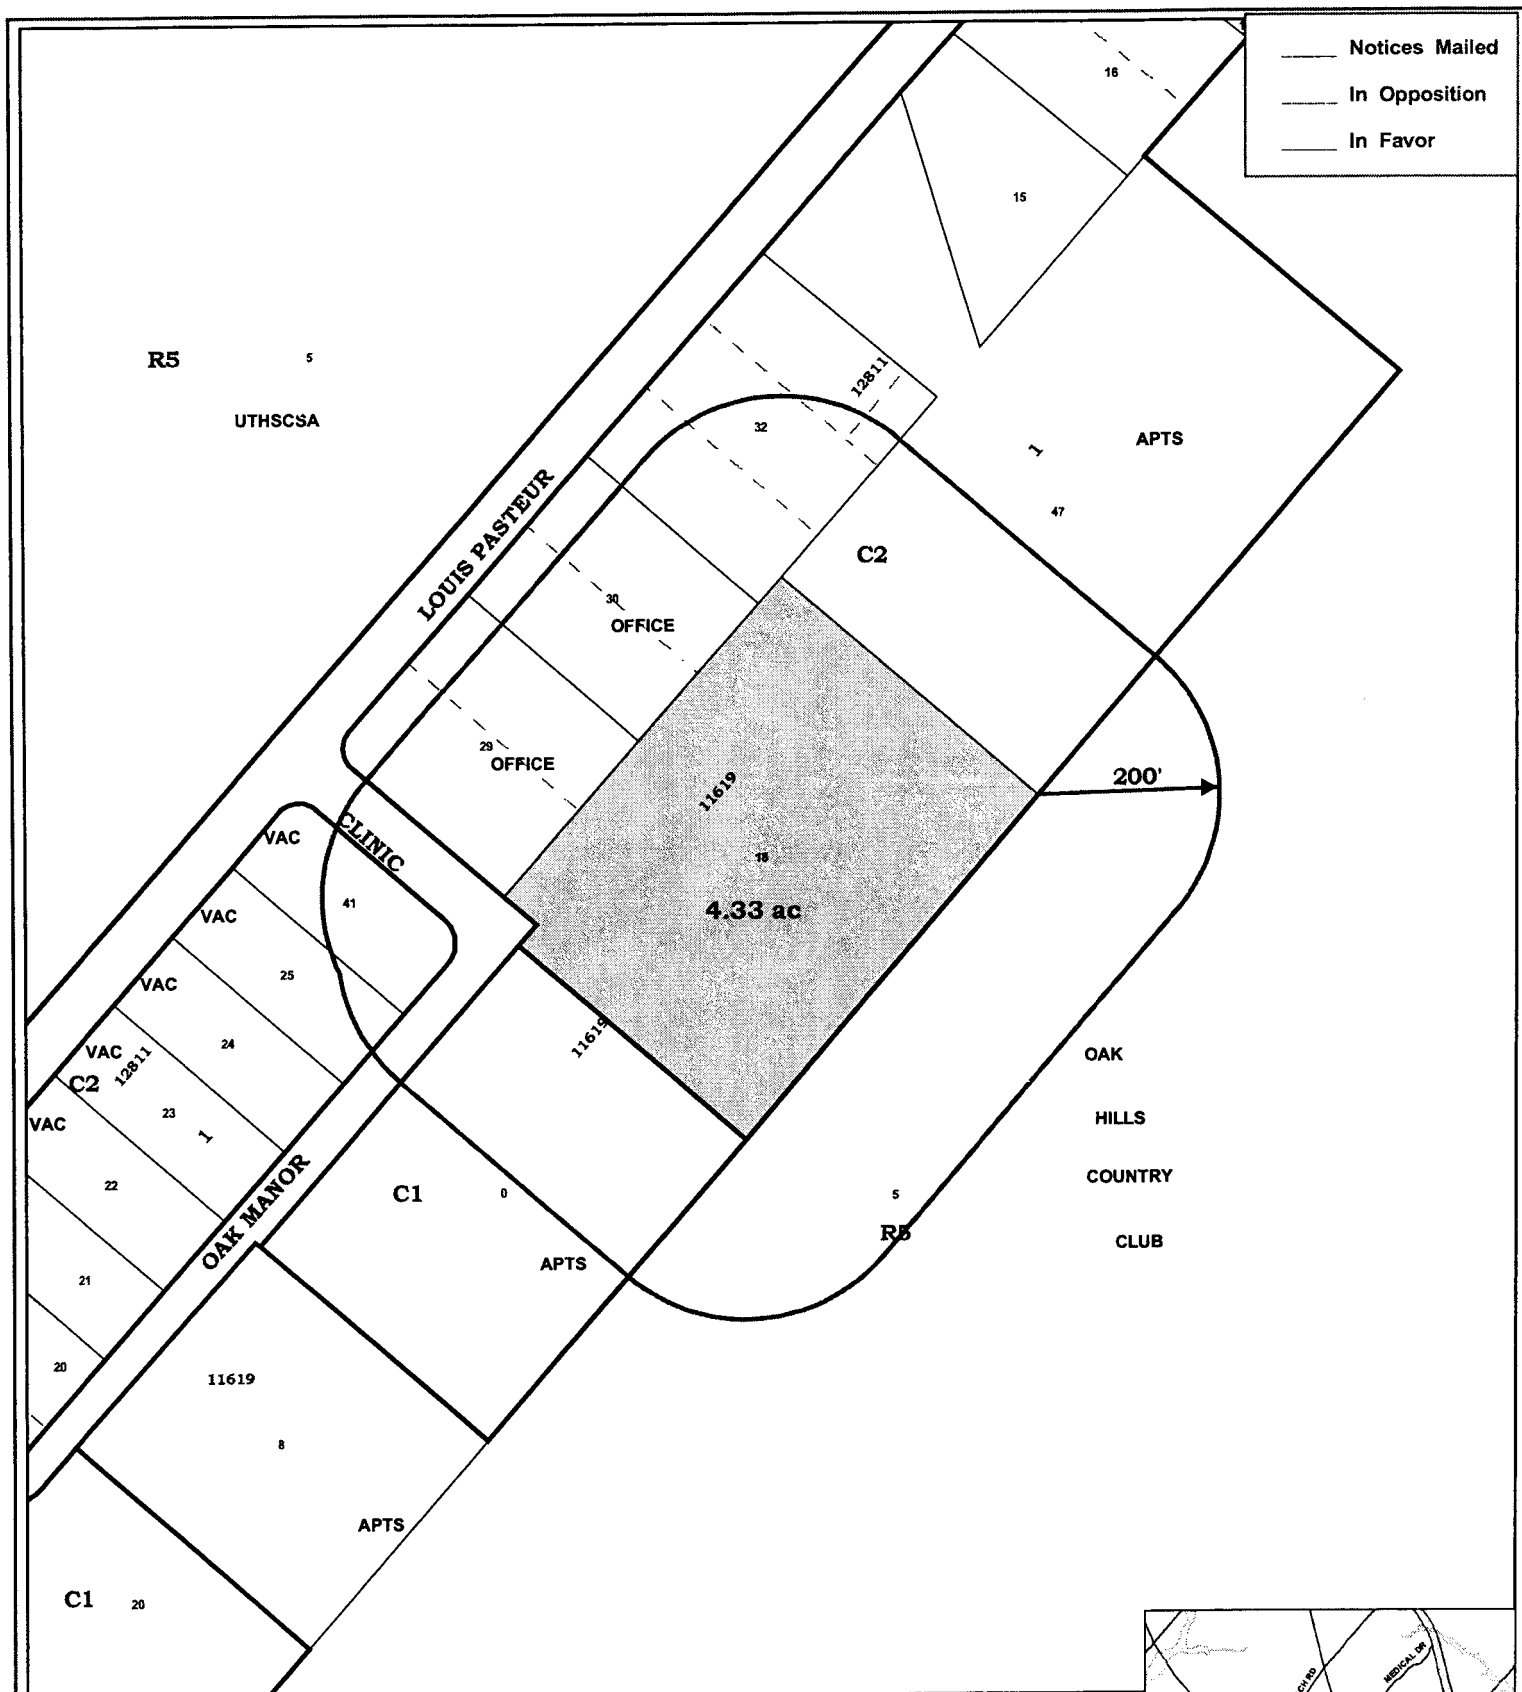 Notices Mailed
In Opposition
In Favor
16
15
R5
5
UTHSCSA
12811
32
1
APTS
47
LOUIS PASTEUR
C2
30
OFFICE
29
OFFICE
200'
11619
18
4.33 ac
CLINIC
VAC
41
VAC
25
VAC
24
VAC
12811
C2
23
VAC
1
22
11619
OAK
HILLS
COUNTRY
CLUB
OAK MANOR
C1
0
5
R5
APTS
21
20
11619
8
APTS
C1
20
MEDICAL DR